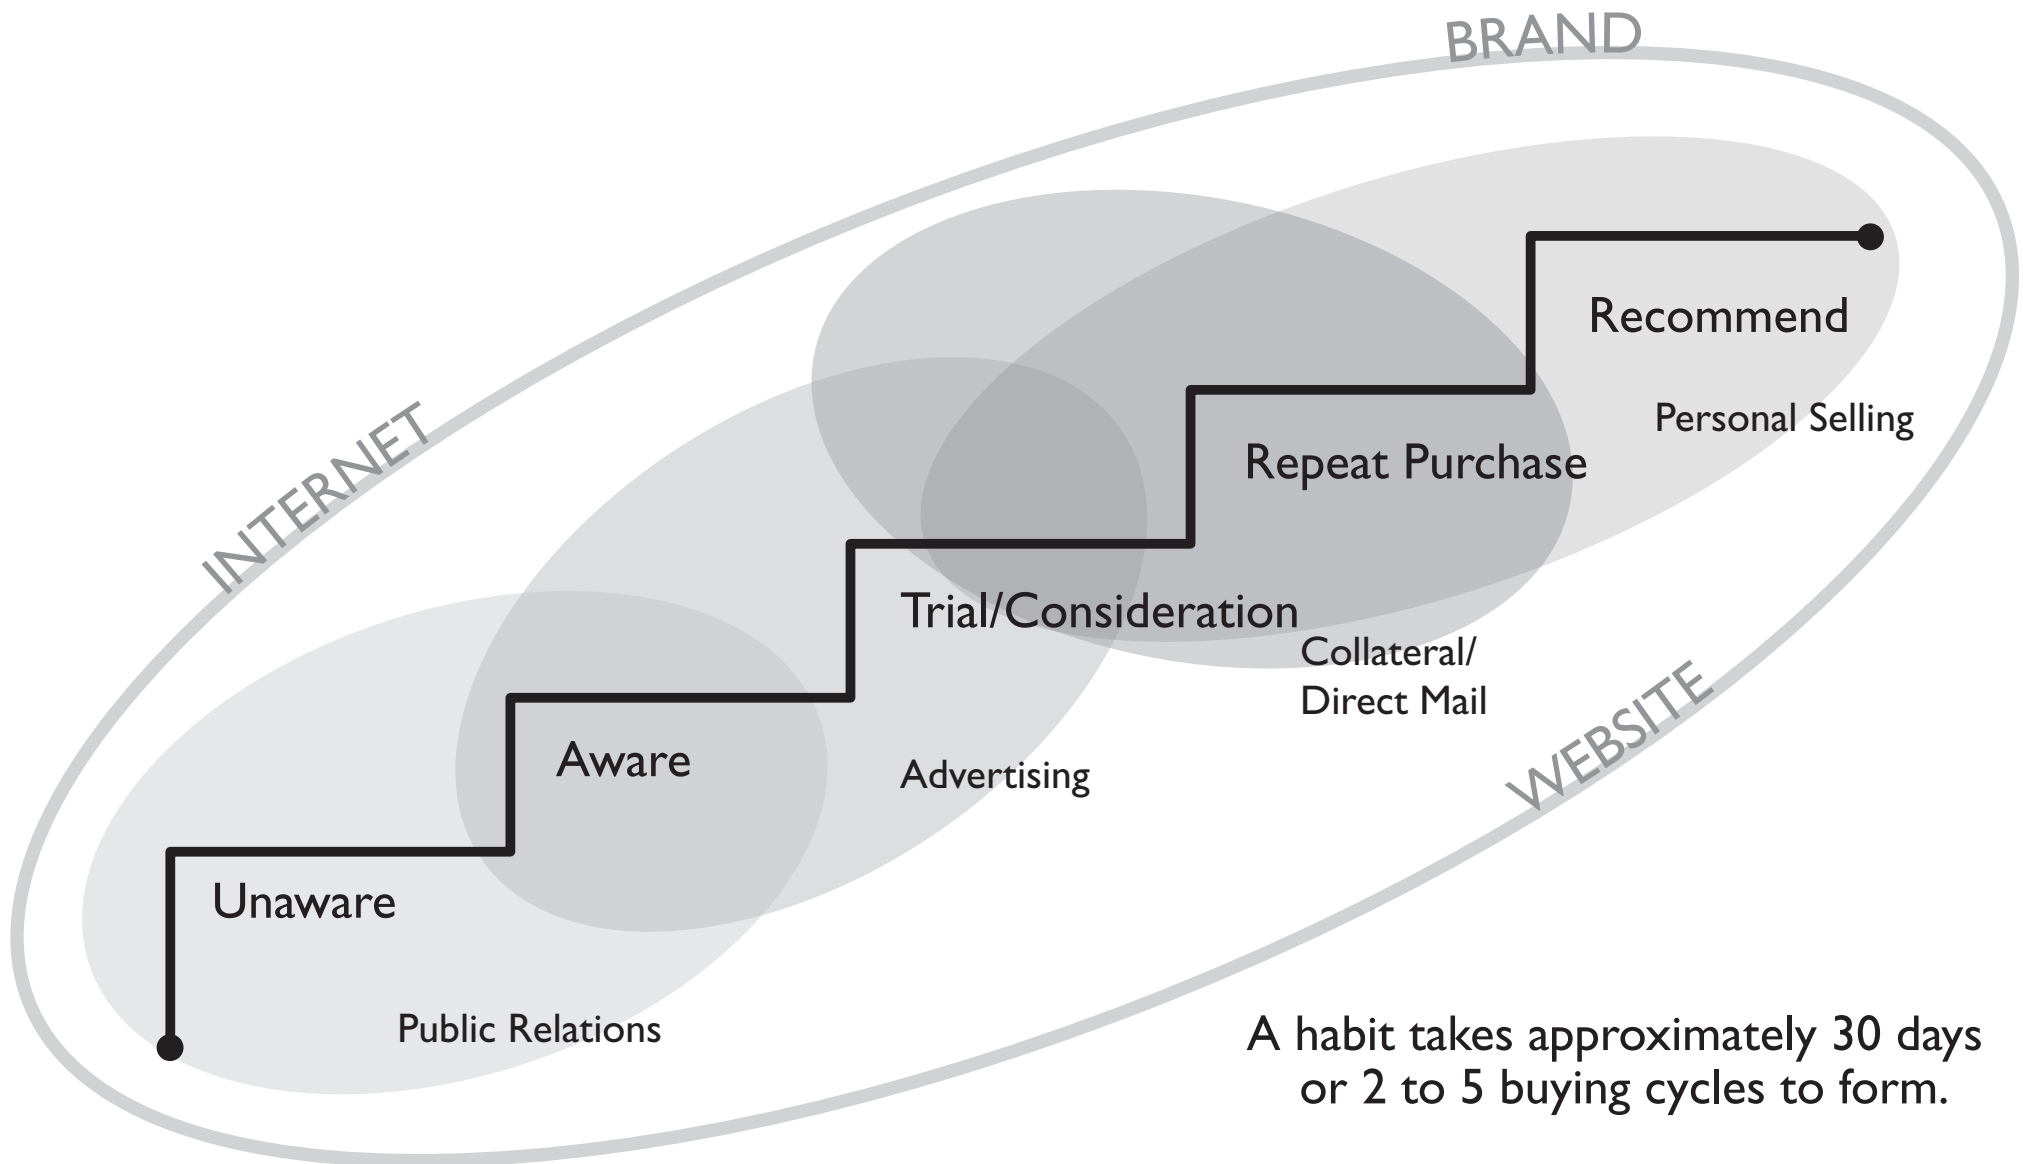 BRAND
Recommend
INTERNET
Personal Selling
Repeat Purchase
Trial/Consideration
Collateral/
Direct Mail
WEBSITE
Aware
Advertising
Unaware
Public Relations
A habit takes approximately 30 days
or 2 to 5 buying cycles to form.